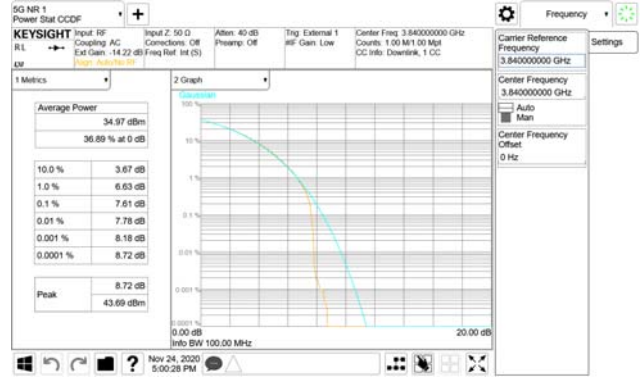 5G NR 1
Power Stat CCDF
Frequency
KEYSIGHT
RL
Input: RF
Coupling: AC
Ext Gain: -14.22 dB
Align: Auto/No RF
Input Z: 50 Ω
Corrections: Off
Freq Ref: Int (S)
Atten: 40 dB
Preamp: Off
Trig: External 1
#IF Gain: Low
Center Freq: 3.840000000 GHz
Counts: 1.00 M/1.00 Mpt
CC Info: Downlink, 1 CC
Carrier Reference
Frequency
3.840000000 GHz
Settings
Center Frequency
3.840000000 GHz
Auto
Man
Center Frequency
Offset
0 Hz
1 Metrics
Average Power
34.97 dBm
36.89 % at 0 dB
10.0 % 3.67 dB
1.0 % 6.63 dB
0.1 % 7.61 dB
0.01 % 7.78 dB
0.001 % 8.18 dB
0.0001 % 8.72 dB
Peak
8.72 dB
43.69 dBm
2 Graph
Gaussian
100 %
10 %
1 %
0.1 %
0.01 %
0.001 %
0.0001 %
0.00 dB
20.00 dB
Info BW 100.00 MHz
?
Nov 24, 2020
5:00:28 PM